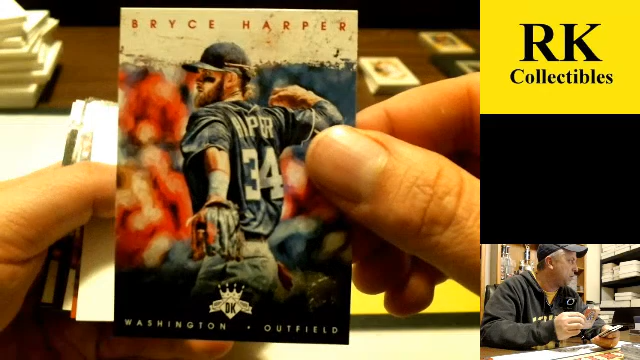 BRYCE HARPER
HARPER
34
DK
WASHINGTON • OUTFIELD
RK
Collectibles